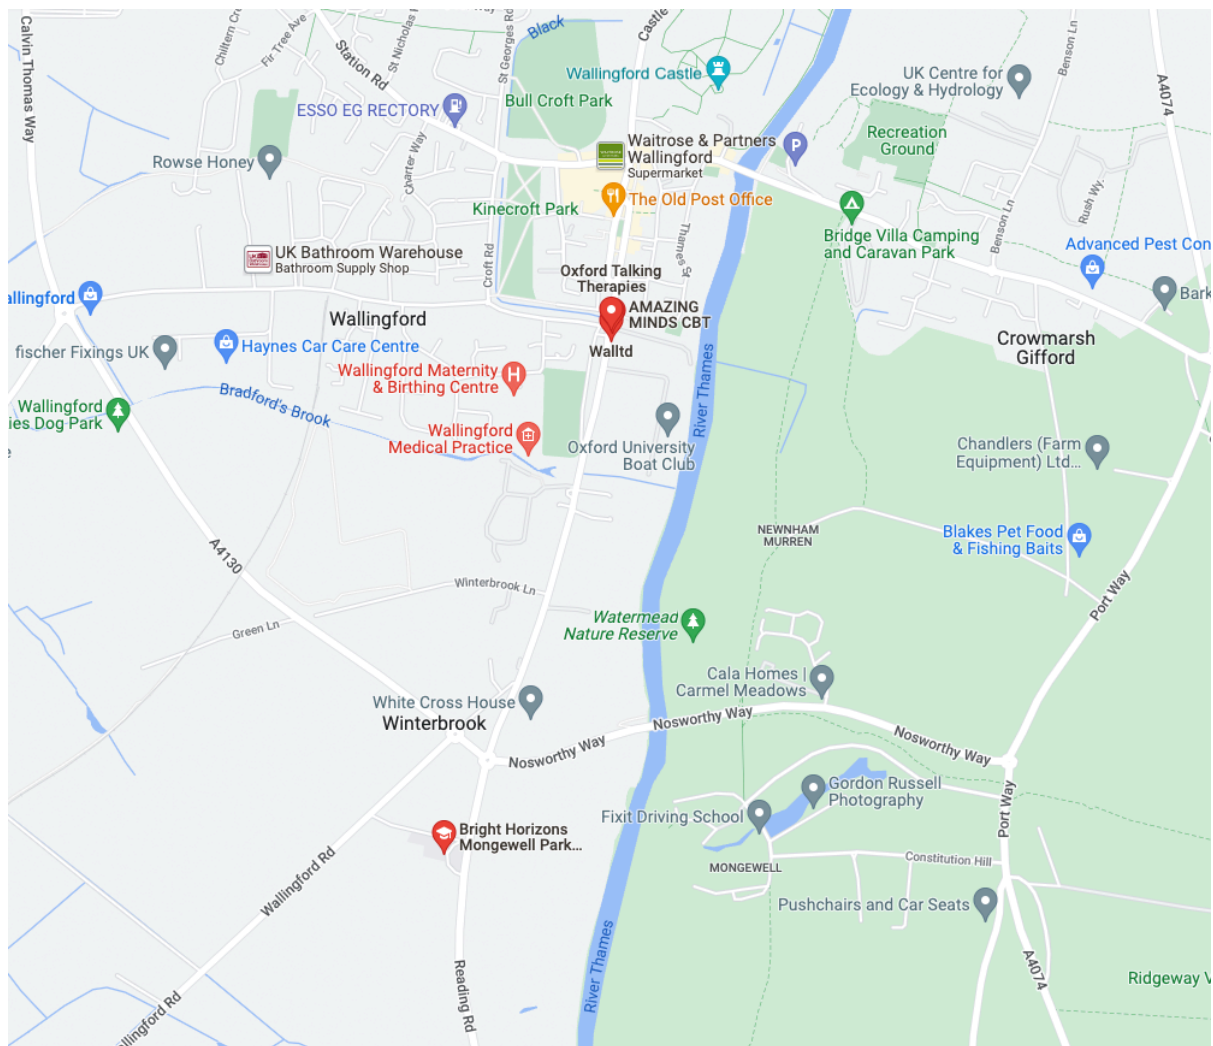 Calvin Thomas Way
Chiltern Cr
Fir Tree Ave
Station Rd
St Nicholas
Way
St Georges Rd
Black
Castle
Benson Ln
A4074
Wallingford Castle
UK Centre for
Ecology & Hydrology
Bull Croft Park
ESSO EG RECTORY
Recreation
Ground
Waitrose & Partners
Wallingford
Supermarket
Rowse Honey
Charter Way
P
Rush Wy.
The Old Post Office
Kinecroft Park
Thames St
Benson Ln
Bridge Villa Camping
and Caravan Park
Advanced Pest Con
UK Bathroom Warehouse
Bathroom Supply Shop
Croft Rd
Oxford Talking
Therapies
Bark
allingford
AMAZING
MINDS CBT
Wallingford
Walltd
Crowmarsh
Gifford
fischer Fixings UK
Haynes Car Care Centre
Wallingford Maternity
& Birthing Centre
H
Bradford's Brook
River Thames
Wallingford
ies Dog Park
Wallingford
Medical Practice
Oxford University
Boat Club
Chandlers (Farm
Equipment) Ltd...
e
NEWNHAM
MURREN
Blakes Pet Food
& Fishing Baits
A4130
Winterbrook Ln
Port Way
Green Ln
Watermead
Nature Reserve
Cala Homes |
Carmel Meadows
White Cross House
Winterbrook
Nosworthy Way
Nosworthy Way
Nosworthy Way
Gordon Russell
Photography
Fixit Driving School
Port Way
Bright Horizons
Mongewell Park...
MONGEWELL
Constitution Hill
Wallingford Rd
Pushchairs and Car Seats
River Thames
Reading Rd
A4074
Ridgeway V
allingford Rd